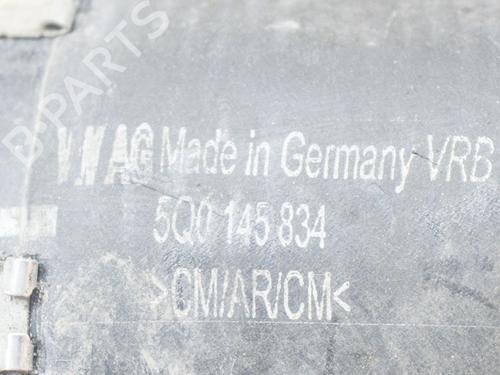 B-PARTS
VW AG Made in Germany VRB
5Q0 145 834
>CM/AR/CM<